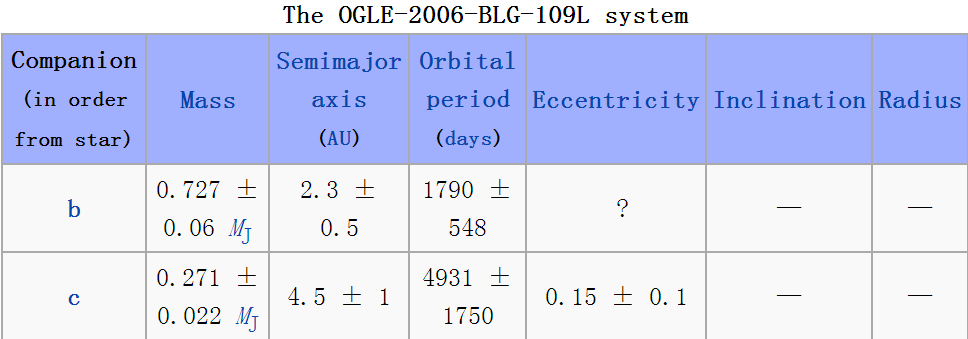 The OGLE-2006-BLG-109L system
Companion
(in order
from star)
Mass
Semimajor
axis
(AU)
Orbital
period
(days)
Eccentricity
Inclination
Radius
b
0.727 ±
0.06 MJ
2.3 ±
0.5
1790 ±
548
?
—
—
c
0.271 ±
0.022 MJ
4.5 ± 1
4931 ±
1750
0.15 ± 0.1
—
—